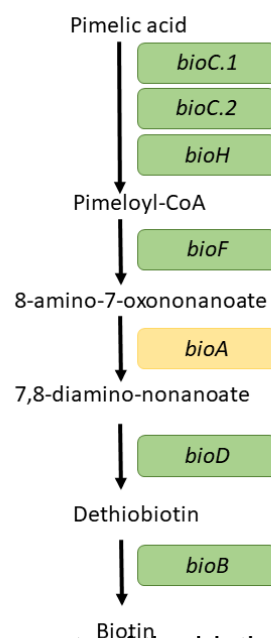 Pimelic acid
bioC.1
bioC.2
bioH
Pimeloyl-CoA
bioF
8-amino-7-oxononanoate
bioA
7,8-diamino-nonanoate
bioD
Dethiobiotin
bioB
Biotin